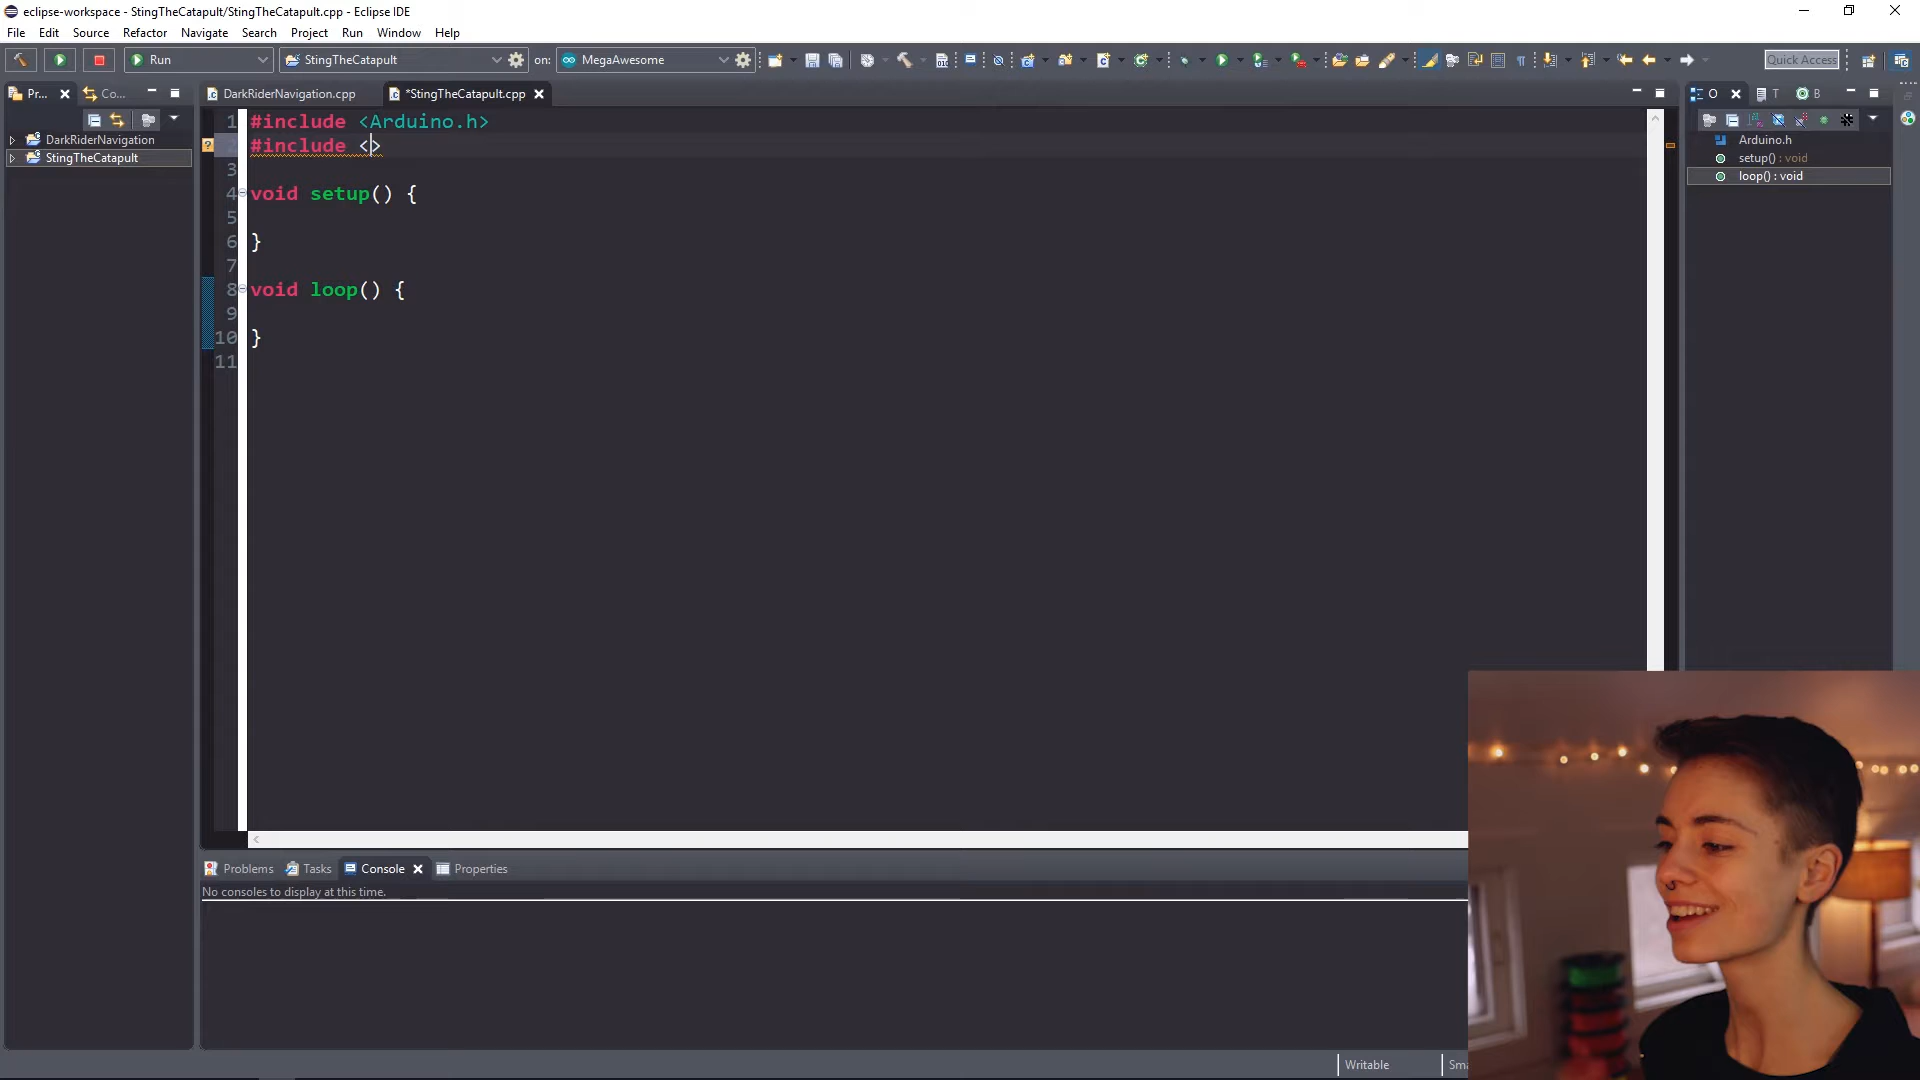 eclipse-workspace - StingTheCatapult/StingTheCatapult.cpp - Eclipse IDE
File Edit Source Refactor Navigate Search Project Run Window Help
Run StingTheCatapult on: MegaAwesome Quick Access
Pr... Co...
DarkRiderNavigation.cpp *StingTheCatapult.cpp
O T B
DarkRiderNavigation
StingTheCatapult
1 #include <Arduino.h>
#include <>
3
4 void setup() {
5
6 }
7
8 void loop() {
9
10 }
11
Arduino.h
setup() : void
loop() : void
Problems Tasks Console Properties
No consoles to display at this time.
Writable